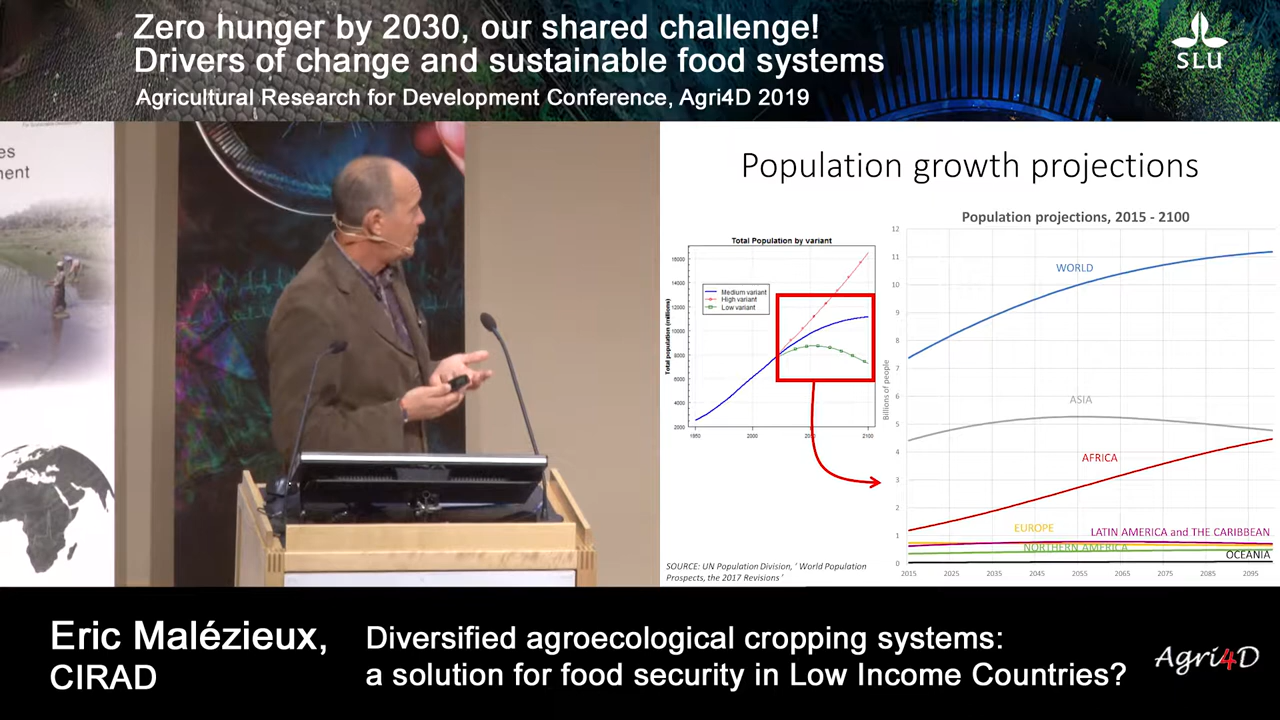 Zero hunger by 2030, our shared challenge!
Drivers of change and sustainable food systems
Agricultural Research for Development Conference, Agri4D 2019
SLU
es
nent
Population growth projections
Total Population by variant
Total population (millions)
16000
14000
12000
10000
8000
6000
4000
2000
Medium variant
High variant
Low variant
1950
2000
2100
Population projections, 2015 - 2100
Billions of people
12
11
10
9
8
7
6
5
4
3
2
1
0
WORLD
ASIA
AFRICA
EUROPE
LATIN AMERICA and THE CARIBBEAN
NORTHERN AMERICA
OCEANIA
2015
2025
2035
2045
2055
2065
2075
2085
2095
SOURCE: UN Population Division, ' World Population
Prospects, the 2017 Revisions '
Eric Malézieux,
CIRAD
Diversified agroecological cropping systems:
a solution for food security in Low Income Countries?
Agri4D